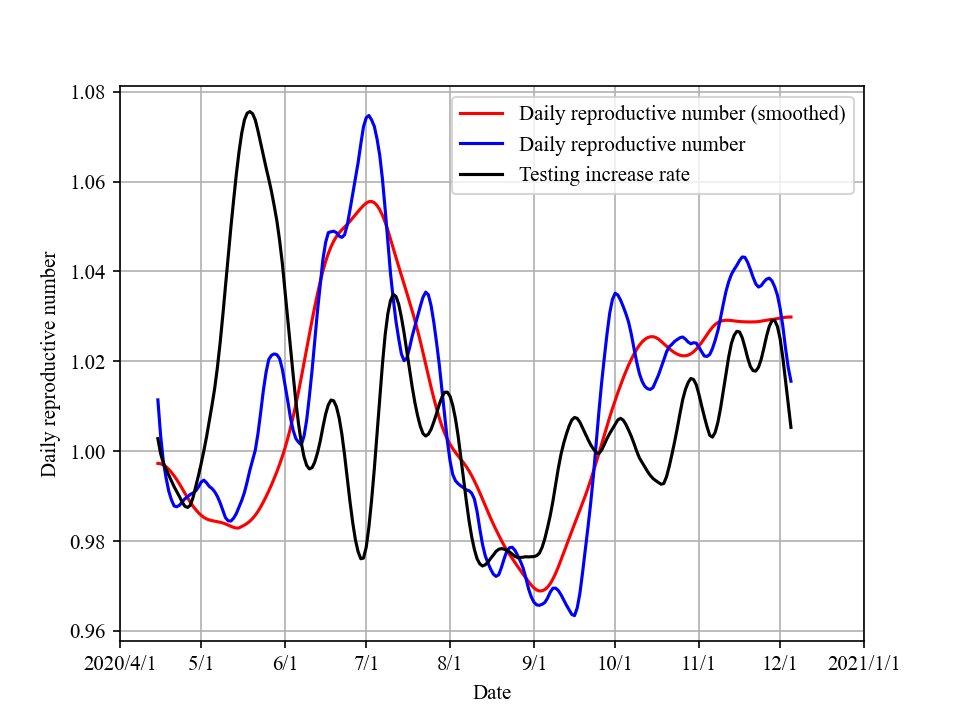 Daily reproductive number (smoothed)
Daily reproductive number
Testing increase rate
Daily reproductive number
1.08
1.06
1.04
1.02
1.00
0.98
0.96
2020/4/1 5/1 6/1 7/1 8/1 9/1 10/1 11/1 12/1 2021/1/1
Date